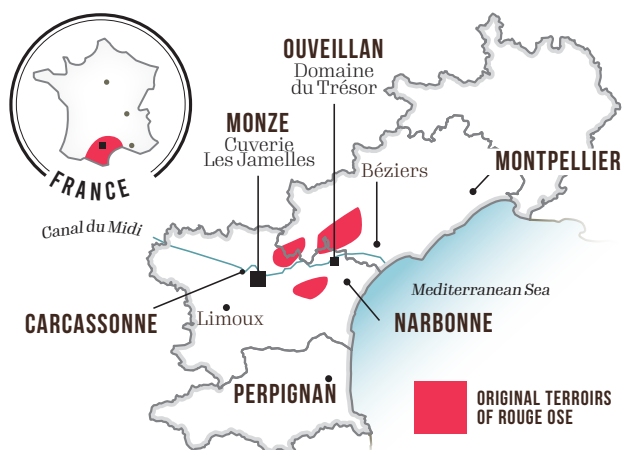 FRANCE
OUVEILLAN
Domaine
du Trésor
MONZE
Cuverie
Les Jamelles
Béziers
MONTPELLIER
Canal du Midi
Mediterranean Sea
CARCASSONNE
Limoux
NARBONNE
PERPIGNAN
ORIGINAL TERROIRS
OF ROUGE OSE